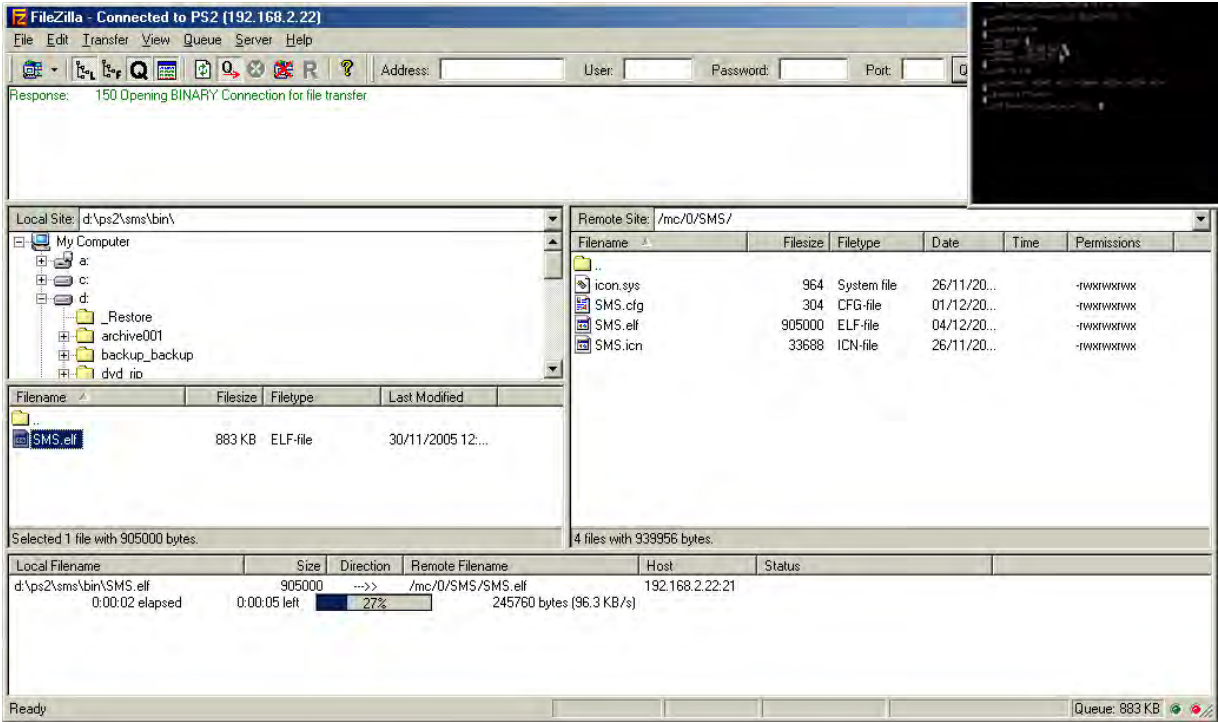 FileZilla - Connected to PS2 (192.168.2.22)
File Edit Transfer View Queue Server Help
Address: User: Password: Port: Q
Response: 150 Opening BINARY Connection for file transfer
Local Site: d:\ps2\sms\bin\
My Computer
a:
c:
d:
_Restore
archive001
backup_backup
dvd_rip
Filename Filesize Filetype Last Modified
..
SMS.elf 883 KB ELF-file 30/11/2005 12:...
Selected 1 file with 905000 bytes.
Remote Site: /mc/0/SMS/
Filename Filesize Filetype Date Time Permissions
..
icon.sys 964 System file 26/11/20... -rwxrwxrwx
SMS.cfg 304 CFG-file 01/12/20... -rwxrwxrwx
SMS.elf 905000 ELF-file 04/12/20... -rwxrwxrwx
SMS.icn 33688 ICN-file 26/11/20... -rwxrwxrwx
4 files with 939956 bytes.
Local Filename Size Direction Remote Filename Host Status
d:\ps2\sms\bin\SMS.elf 905000 --->> /mc/0/SMS/SMS.elf 192.168.2.22:21
0:00:02 elapsed 0:00:05 left 27% 245760 bytes (96.3 KB/s)
Ready Queue: 883 KB